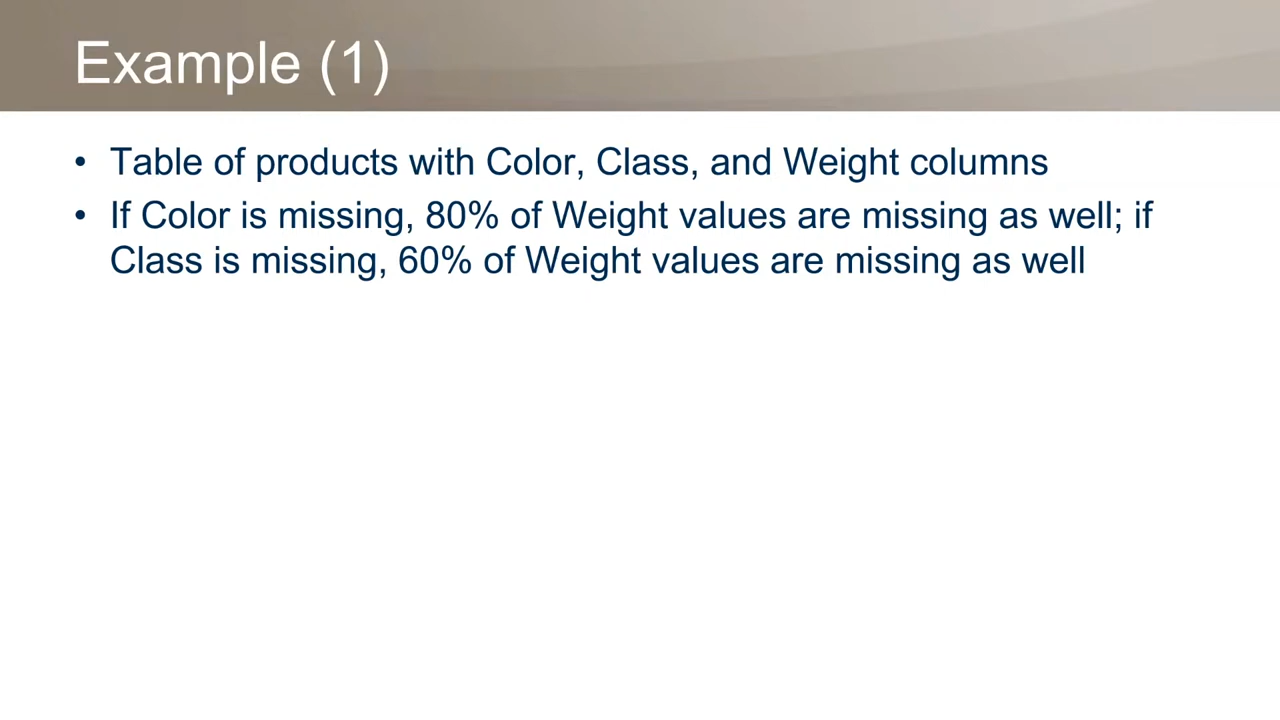 Example (1)
• Table of products with Color, Class, and Weight columns
• If Color is missing, 80% of Weight values are missing as well; if
Class is missing, 60% of Weight values are missing as well